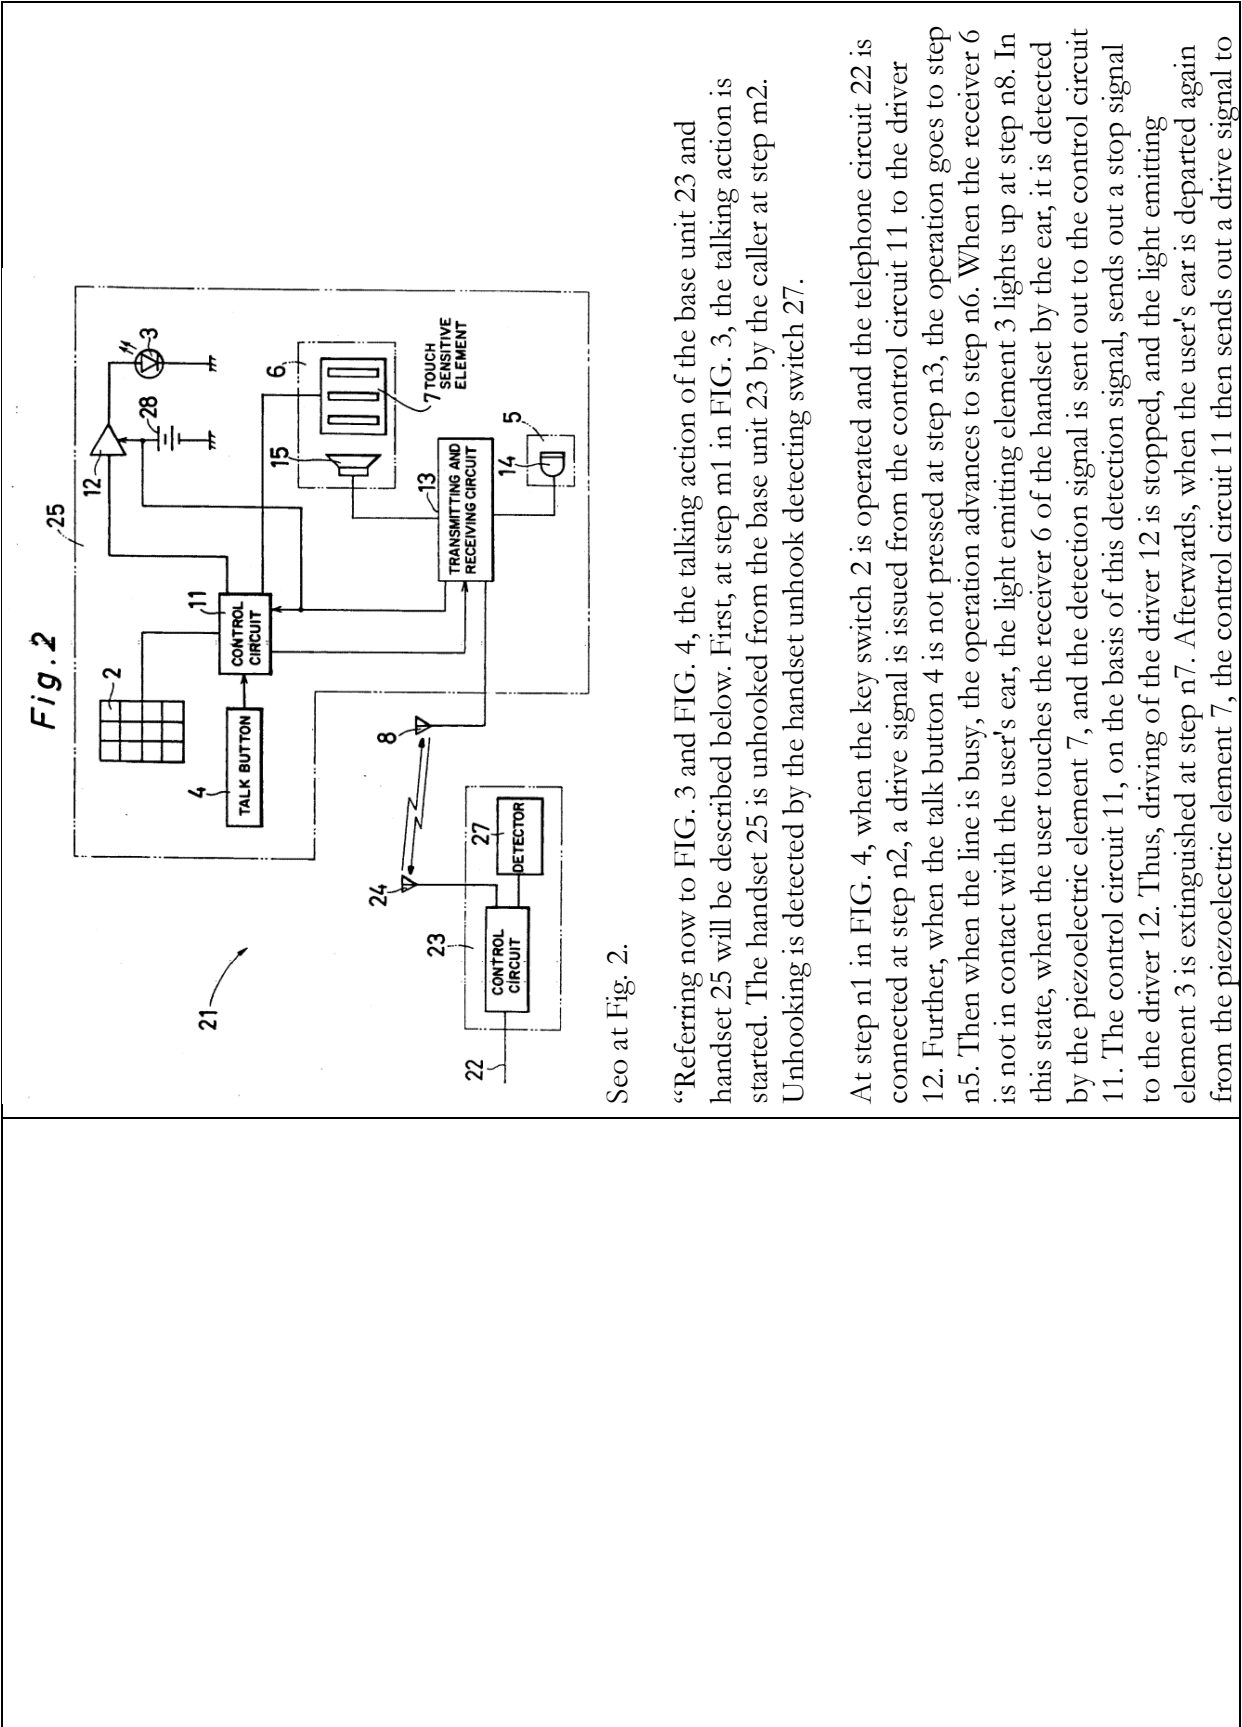 Fig. 2
25
12
28
3
2
11
CONTROL
CIRCUIT
4
TALK BUTTON
6
15
7 TOUCH
SENSITIVE
ELEMENT
13
TRANSMITTING AND
RECEIVING CIRCUIT
5
14
8
24
21
23
27
CONTROL
CIRCUIT
DETECTOR
22
Seo at Fig. 2.
“Referring now to FIG. 3 and FIG. 4, the talking action of the base unit 23 and
handset 25 will be described below. First, at step m1 in FIG. 3, the talking action is
started. The handset 25 is unhooked from the base unit 23 by the caller at step m2.
Unhooking is detected by the handset unhook detecting switch 27.
At step n1 in FIG. 4, when the key switch 2 is operated and the telephone circuit 22 is
connected at step n2, a drive signal is issued from the control circuit 11 to the driver
12. Further, when the talk button 4 is not pressed at step n3, the operation goes to step
n5. Then when the line is busy, the operation advances to step n6. When the receiver 6
is not in contact with the user's ear, the light emitting element 3 lights up at step n8. In
this state, when the user touches the receiver 6 of the handset by the ear, it is detected
by the piezoelectric element 7, and the detection signal is sent out to the control circuit
11. The control circuit 11, on the basis of this detection signal, sends out a stop signal
to the driver 12. Thus, driving of the driver 12 is stopped, and the light emitting
element 3 is extinguished at step n7. Afterwards, when the user's ear is departed again
from the piezoelectric element 7, the control circuit 11 then sends out a drive signal to